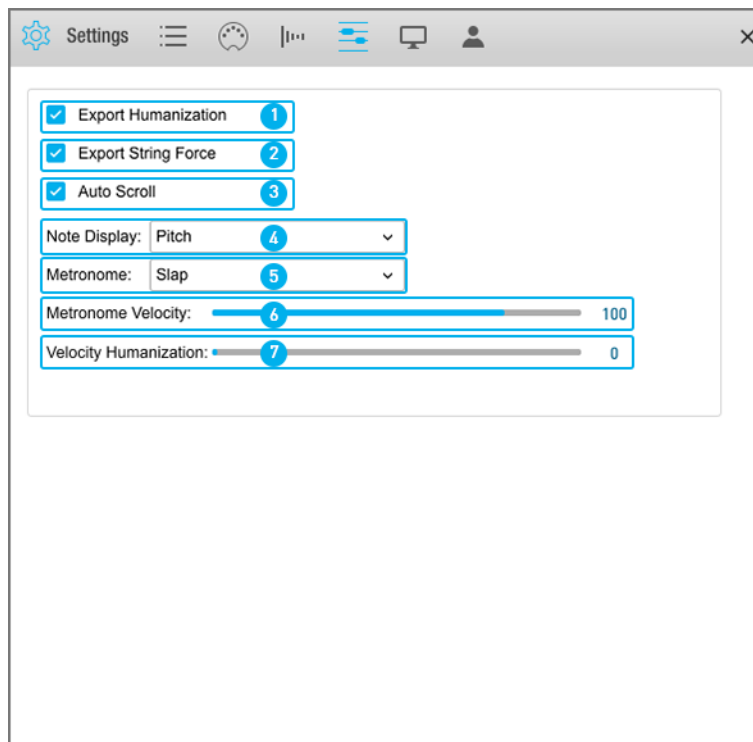 Settings
Export Humanization 1
Export String Force 2
Auto Scroll 3
Note Display: Pitch 4
Metronome: Slap 5
Metronome Velocity: 6 100
Velocity Humanization: 7 0